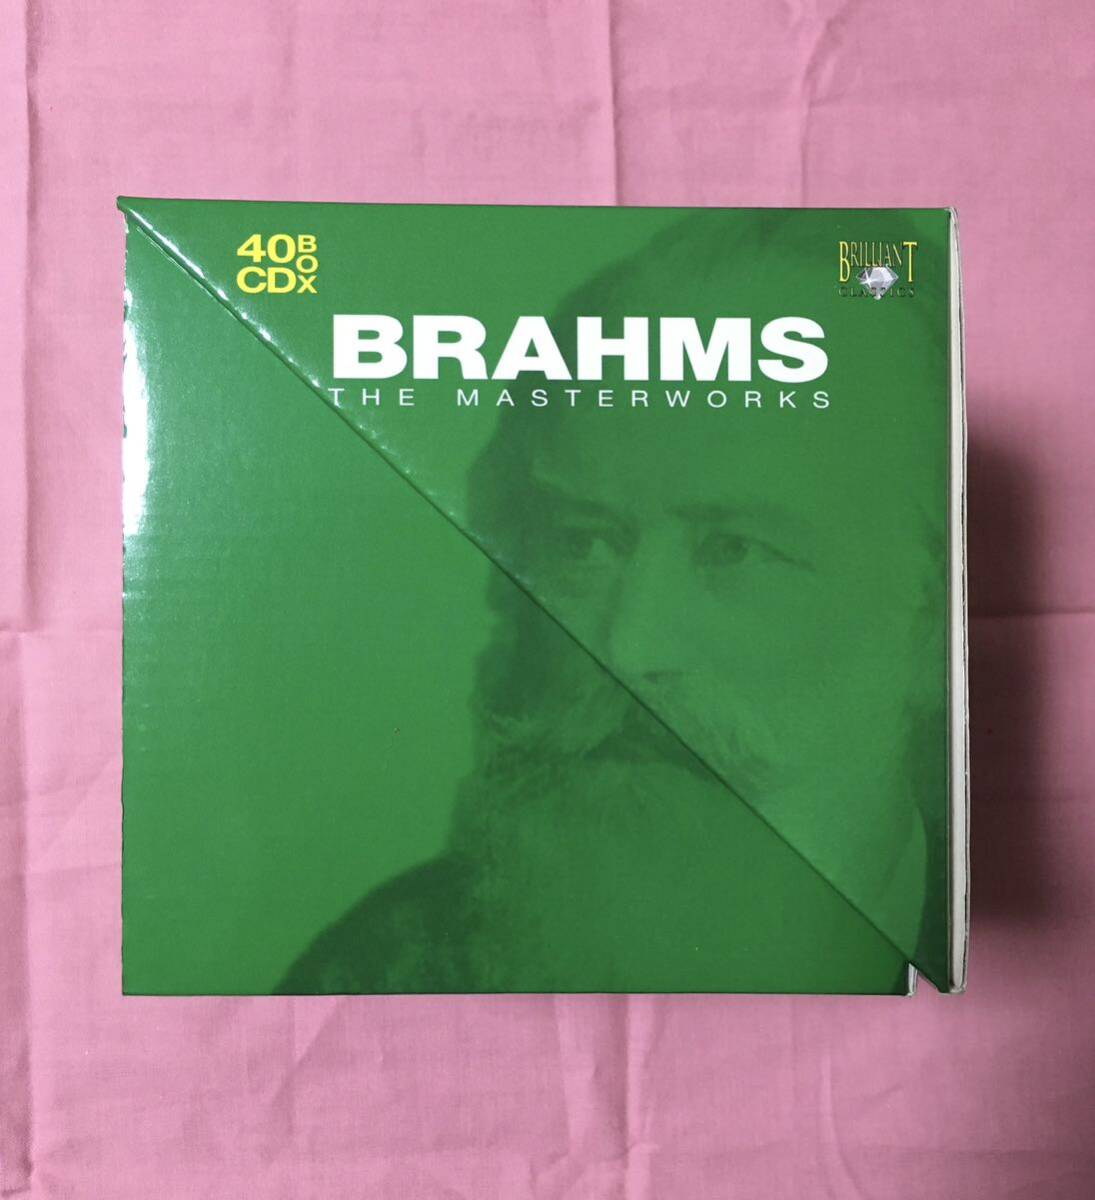 40 BOX
CD
BRILLIANT
CLASSICS
BRAHMS
THE MASTERWORKS